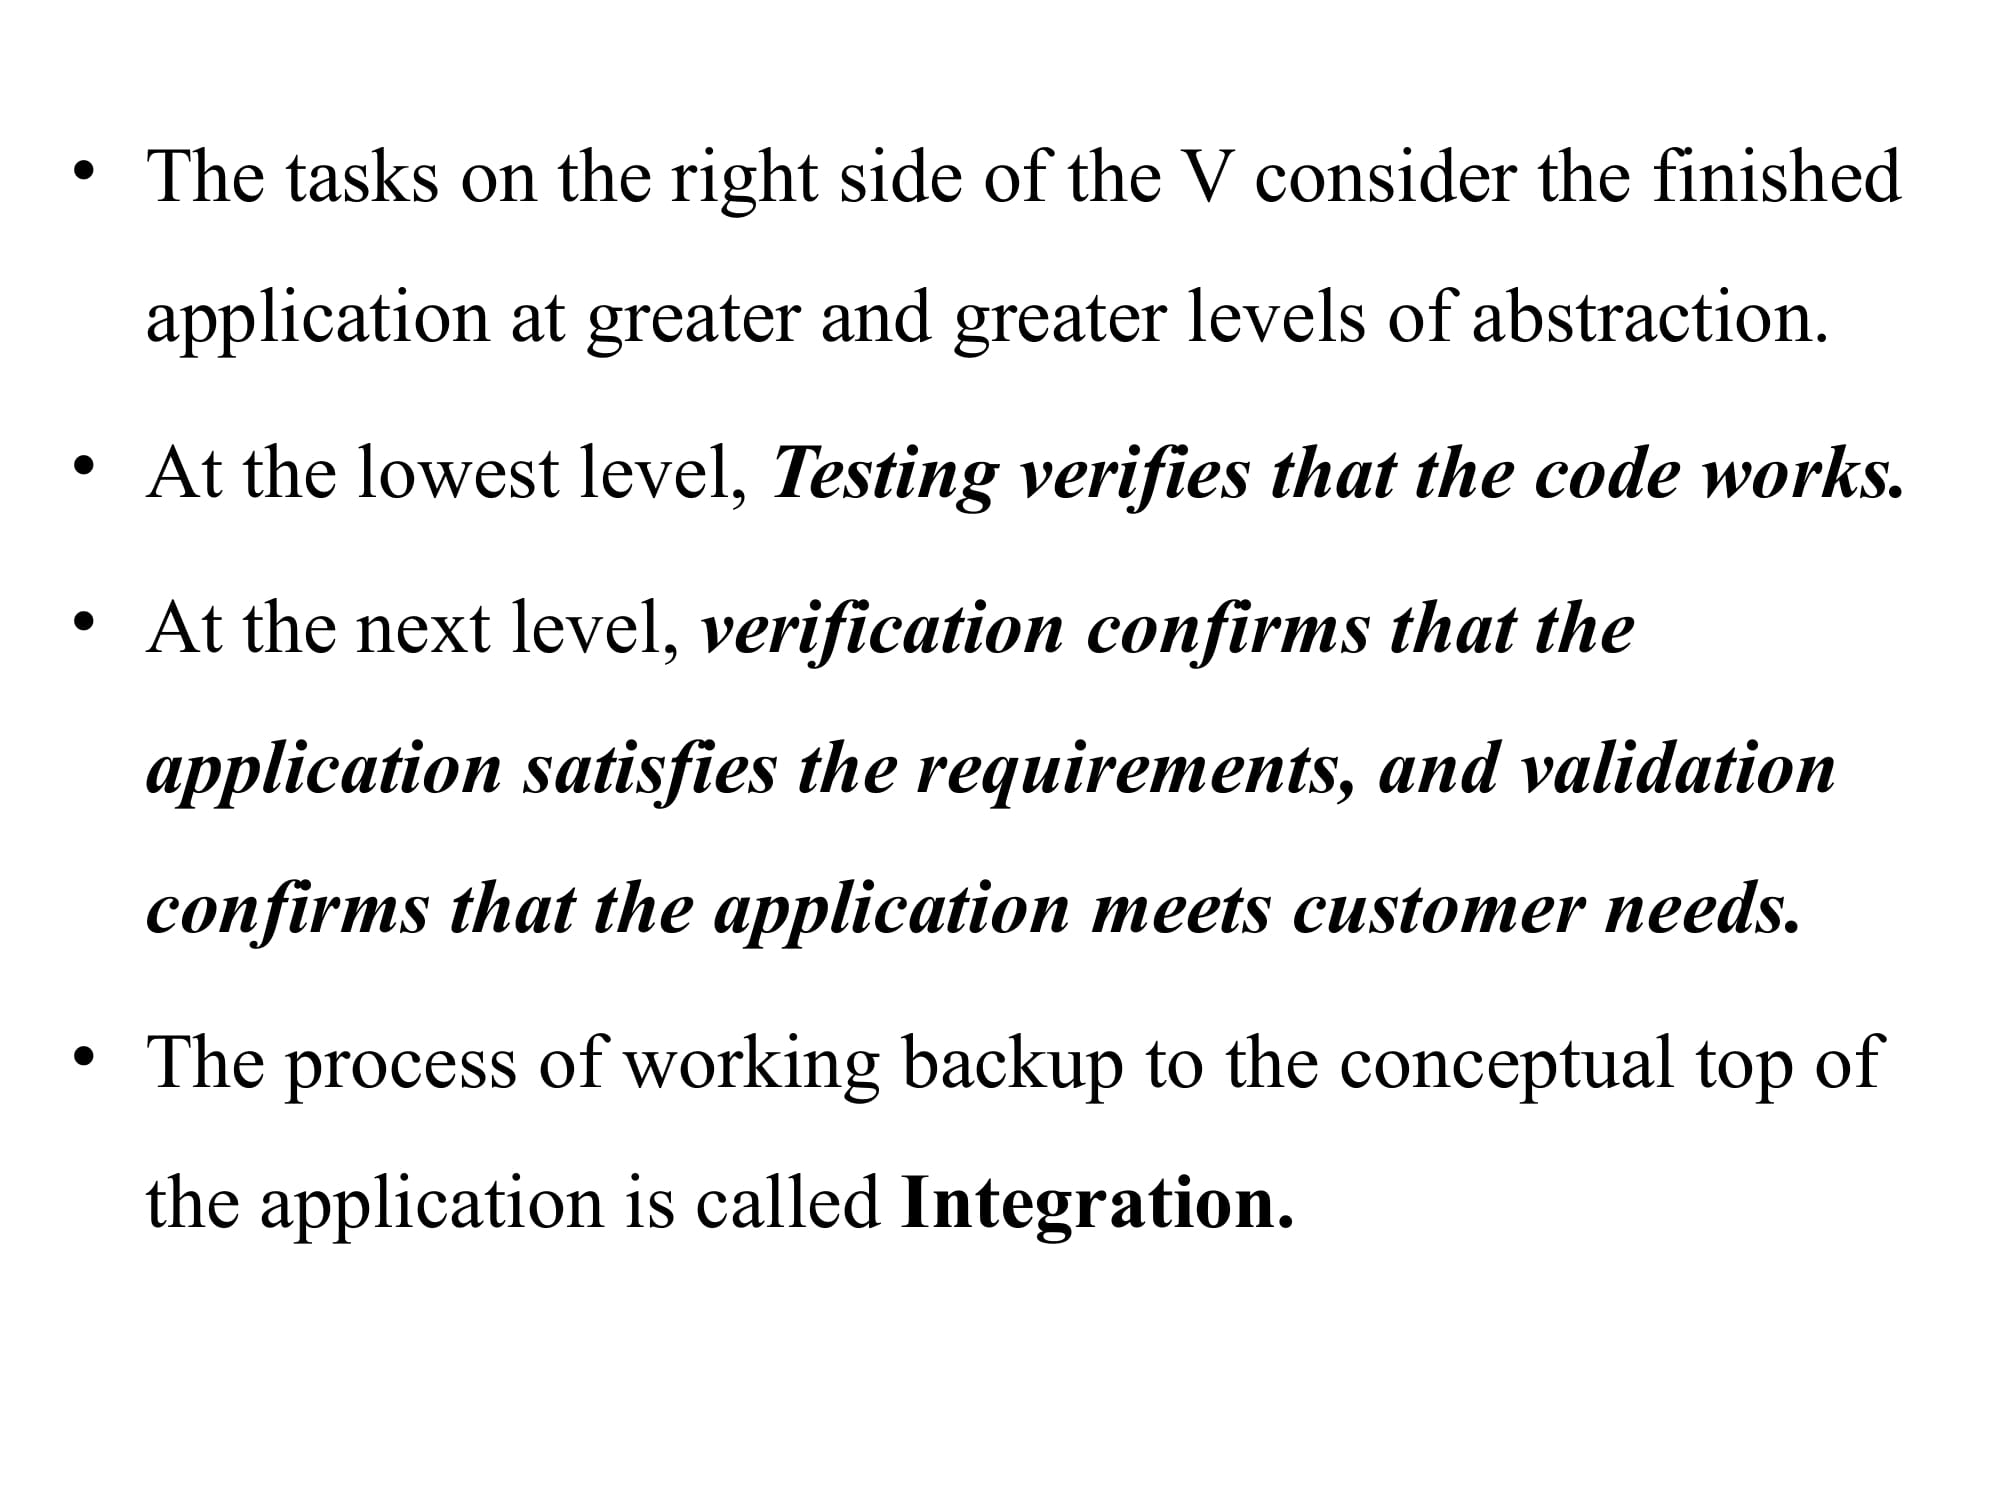 • The tasks on the right side of the V consider the finished
application at greater and greater levels of abstraction.
• At the lowest level, Testing verifies that the code works.
• At the next level, verification confirms that the
application satisfies the requirements, and validation
confirms that the application meets customer needs.
• The process of working backup to the conceptual top of
the application is called Integration.